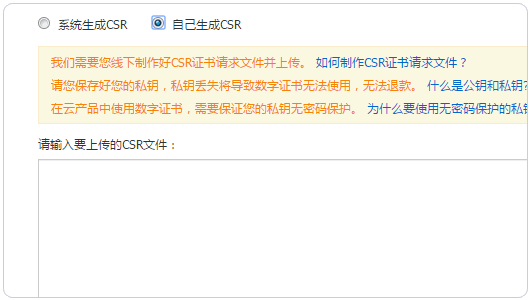 系统生成CSR 自己生成CSR
我们需要您线下制作好CSR证书请求文件并上传。 如何制作CSR证书请求文件？
请您保存好您的私钥，私钥丢失将导致数字证书无法使用，无法退款。 什么是公钥和私钥?
在云产品中使用数字证书，需要保证您的私钥无密码保护。 为什么要使用无密码保护的私钥
请输入要上传的CSR文件：